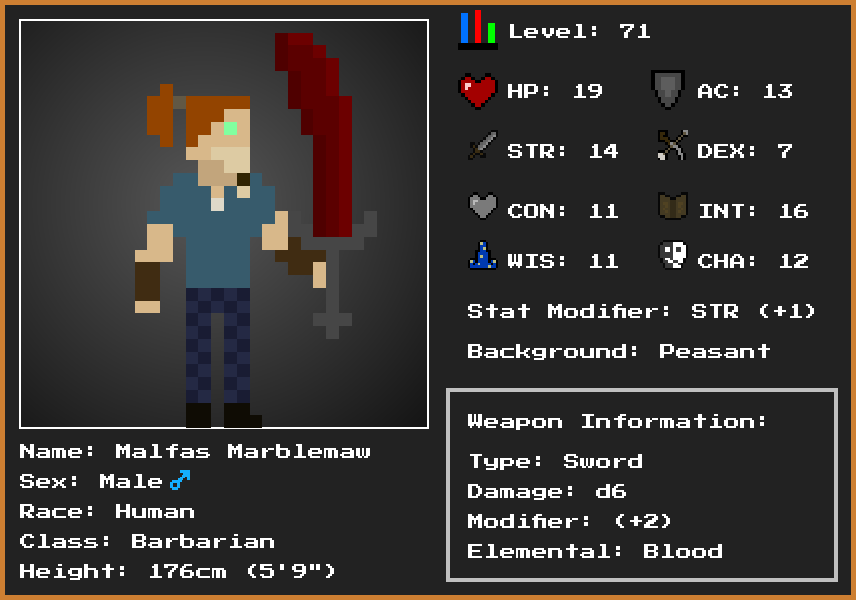 Level: 71
HP: 19
AC: 13
STR: 14
DEX: 7
CON: 11
INT: 16
WIS: 11
CHA: 12
Stat Modifier: STR (+1)
Background: Peasant
Weapon Information:
Type: Sword
Damage: d6
Modifier: (+2)
Elemental: Blood
Name: Malfas Marblemaw
Sex: Male♂
Race: Human
Class: Barbarian
Height: 176cm (5'9")